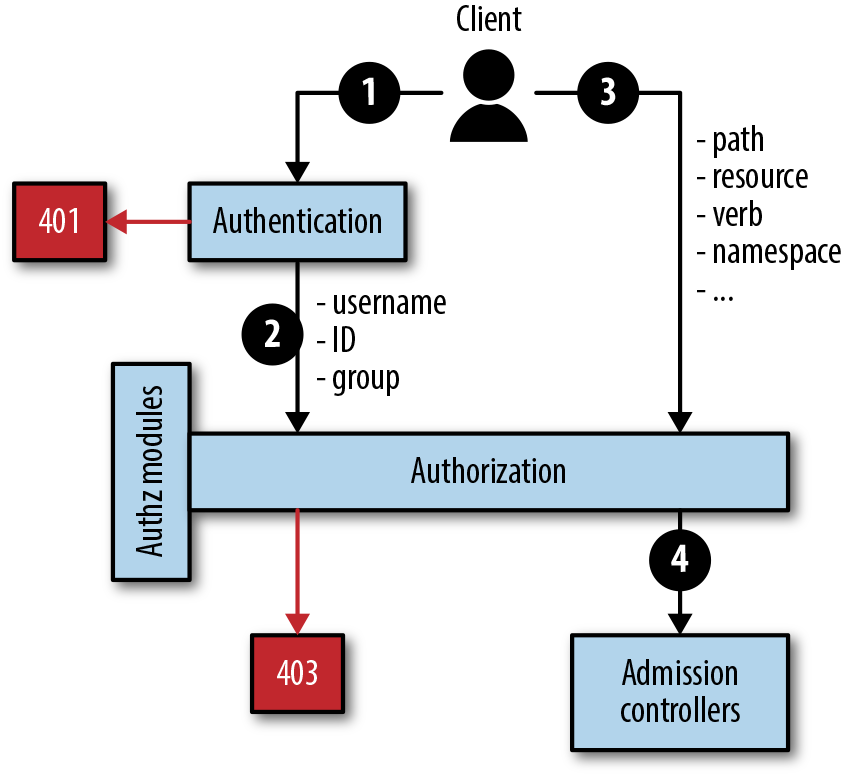 Client
1
3
- path
- resource
- verb
- namespace
- ...
401
Authentication
2
- username
- ID
- group
Authz modules
Authorization
4
403
Admission
controllers